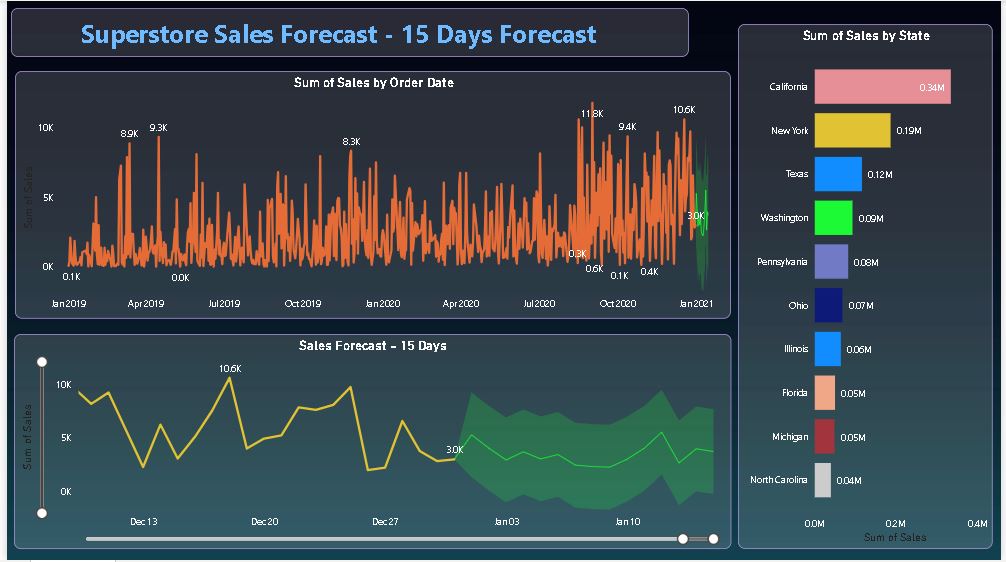 Superstore Sales Forecast - 15 Days Forecast
Sum of Sales by Order Date
Sum of Sales
10K
5K
0K
0.1K
8.9K
9.3K
0.0K
8.3K
11.8K
9.4K
10.6K
3.0K
0.3K
0.6K
0.1K
0.4K
Jan 2019
Apr 2019
Jul 2019
Oct 2019
Jan 2020
Apr 2020
Jul 2020
Oct 2020
Jan 2021
Sales Forecast - 15 Days
Sum of Sales
10K
5K
0K
10.6K
3.0K
Dec 13
Dec 20
Dec 27
Jan 03
Jan 10
Sum of Sales by State
California 0.34M
New York 0.19M
Texas 0.12M
Washington 0.09M
Pennsylvania 0.08M
Ohio 0.07M
Illinois 0.06M
Florida 0.05M
Michigan 0.05M
North Carolina 0.04M
0.0M 0.2M 0.4M
Sum of Sales